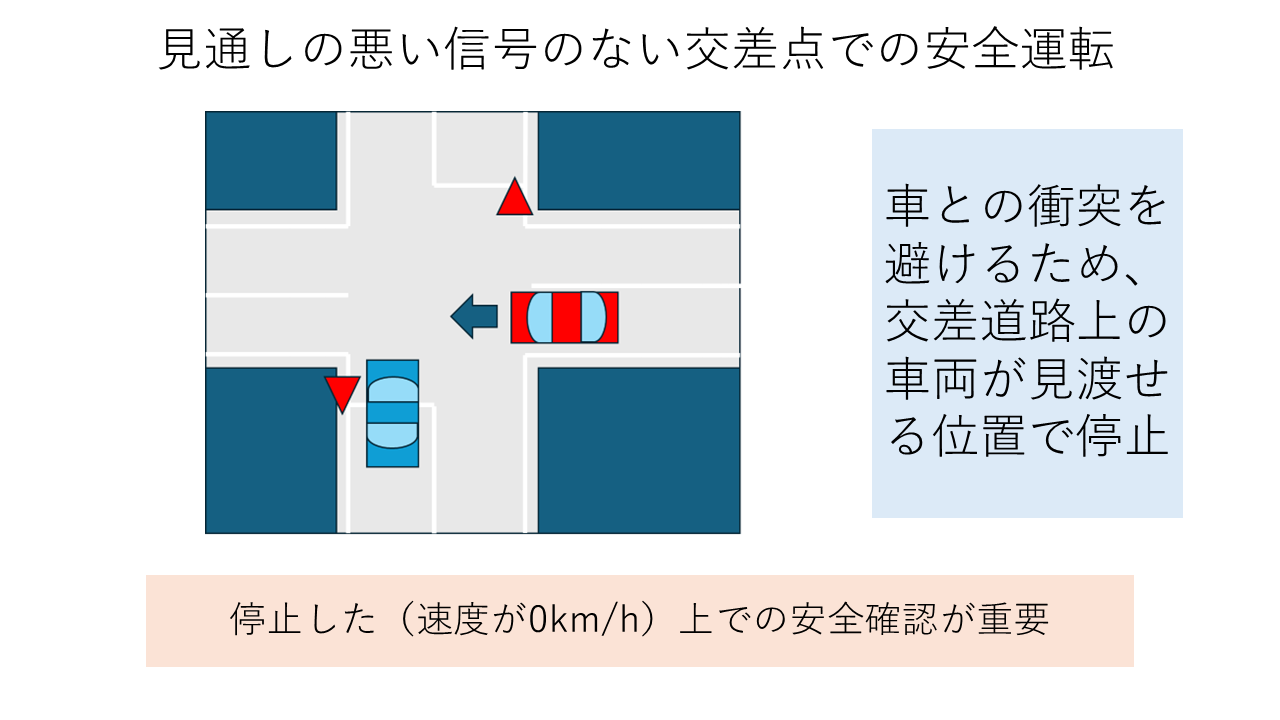 見通しの悪い信号のない交差点での安全運転
車との衝突を
避けるため、
交差道路上の
車両が見渡せ
る位置で停止
停止した（速度が0km/h）上での安全確認が重要